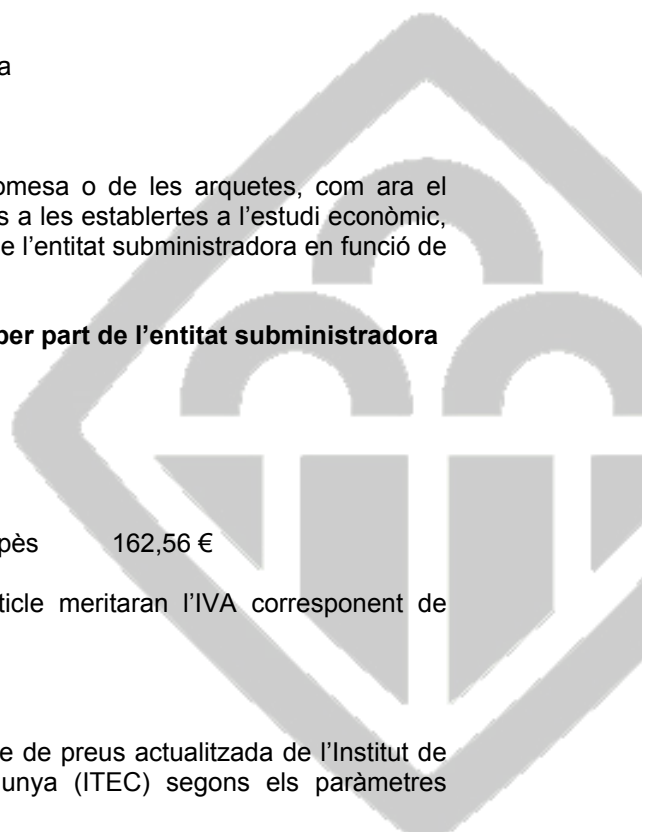 a
omesa o de les arquetes, com ara el
s a les establertes a l’estudi econòmic,
e l’entitat subministradora en funció de
per part de l’entitat subministradora
pès 162,56 €
ticle meritaran l’IVA corresponent de
e de preus actualitzada de l’Institut de
unya (ITEC) segons els paràmetres